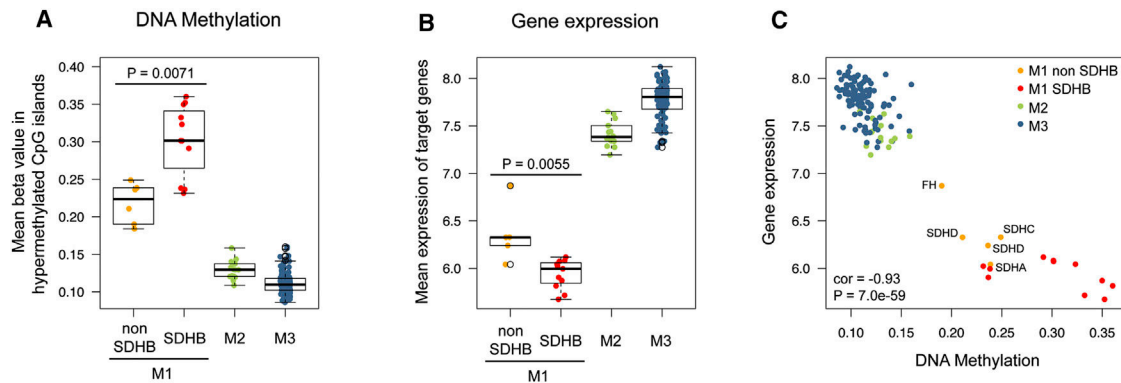 A
DNA Methylation
P = 0.0071
Mean beta value in
hypermethylated CpG islands
0.40
0.35
0.30
0.25
0.20
0.15
0.10
non
SDHB
SDHB
M2
M3
M1
B
Gene expression
P = 0.0055
Mean expression of target genes
8.0
7.5
7.0
6.5
6.0
non
SDHB
SDHB
M2
M3
M1
C
M1 non SDHB
M1 SDHB
M2
M3
Gene expression
8.0
7.5
7.0
6.5
6.0
FH
SDHD
SDHC
SDHD
SDHA
cor = -0.93
P = 7.0e-59
0.10
0.15
0.20
0.25
0.30
0.35
DNA Methylation